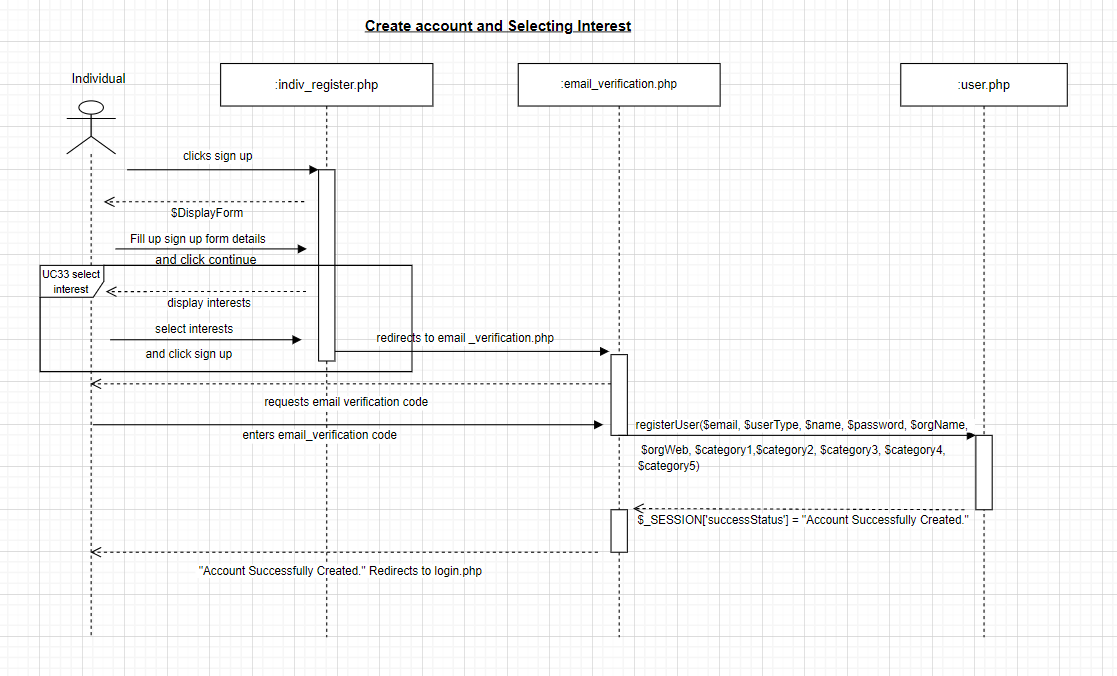 Create account and Selecting Interest
Individual
:indiv_register.php
:email_verification.php
:user.php
clicks sign up
$DisplayForm
Fill up sign up form details
and click continue
UC33 select
interest
display interests
select interests
and click sign up
redirects to email _verification.php
requests email verification code
enters email_verification code
registerUser($email, $userType, $name, $password, $orgName,
$orgWeb, $category1,$category2, $category3, $category4,
$category5)
$_SESSION['successStatus'] = "Account Successfully Created."
"Account Successfully Created." Redirects to login.php